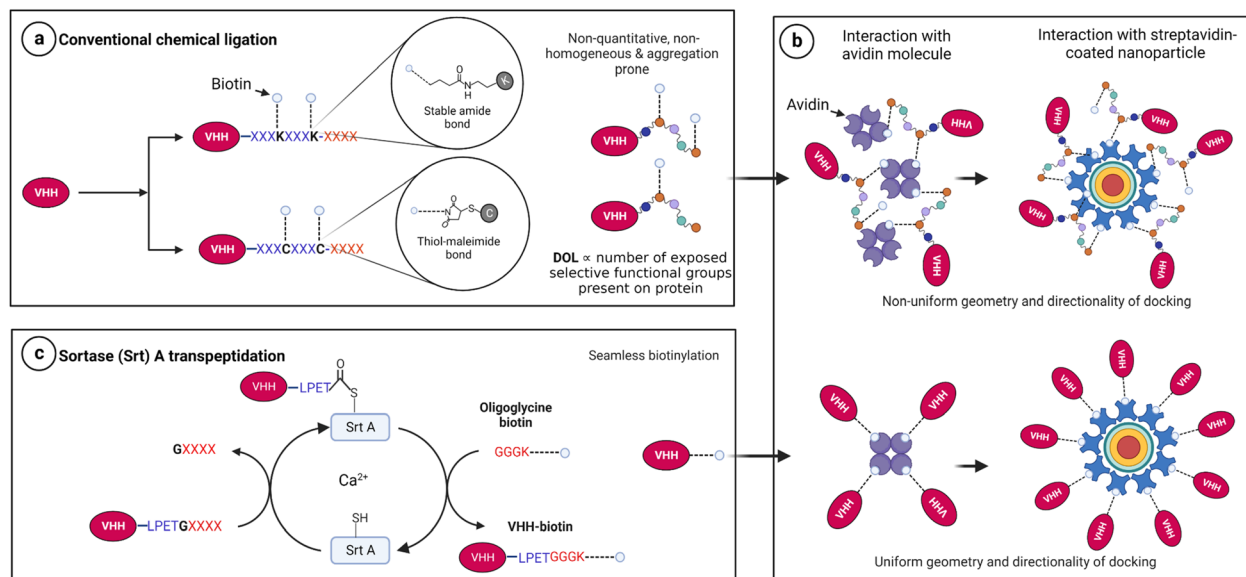 a Conventional chemical ligation
Biotin
VHH
VHH
XXXKXXXK-XXXX
K
N
H
O
Stable amide
bond
VHH
XXXCXXXC-XXXX
O
N
O
S
C
Thiol-maleimide
bond
Non-quantitative, non-
homogeneous & aggregation
prone
VHH
VHH
DOL ∝ number of exposed
selective functional groups
present on protein
b
Interaction with
avidin molecule
Interaction with streptavidin-
coated nanoparticle
Avidin
VHH
VHH
VHH
VHH
VHH
VHH
VHH
VHH
Non-uniform geometry and directionality of docking
c Sortase (Srt) A transpeptidation
Seamless biotinylation
VHH
LPET
O
S
Srt A
GXXXX
Ca²⁺
VHH
LPETGXXXX
SH
Srt A
Oligoglycine
biotin
GGGK
VHH-biotin
VHH
LPETGGGK
VHH
VHH
VHH
VHH
VHH
VHH
VHH
VHH
VHH
VHH
VHH
VHH
VHH
VHH
Uniform geometry and directionality of docking